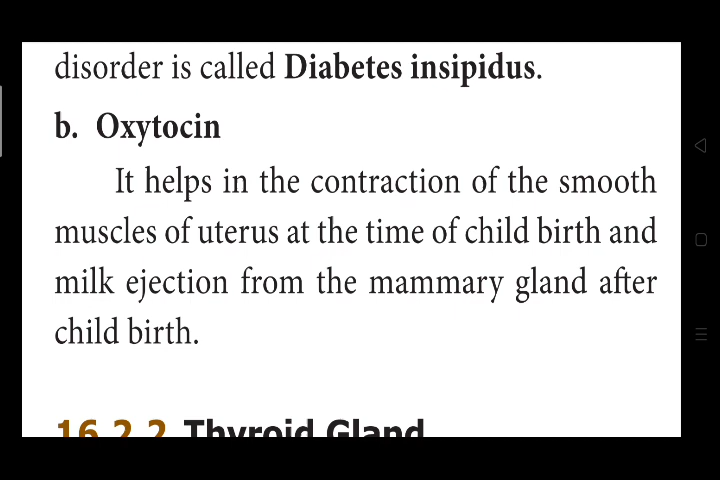 disorder is called Diabetes insipidus.
b. Oxytocin
It helps in the contraction of the smooth
muscles of uterus at the time of child birth and
milk ejection from the mammary gland after
child birth.
16.2.2 Thyroid Gland